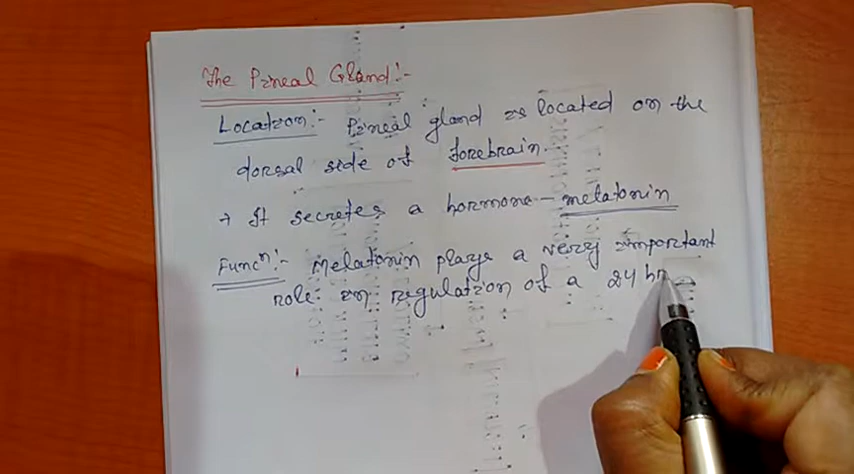 The Pineal Gland:-
Location:- Pineal gland is located on the
dorsal side of forebrain.
→ It secretes a hormone - melatonin
Funcⁿ:- Melatonin plays a very important
role in regulation of a 24 hr